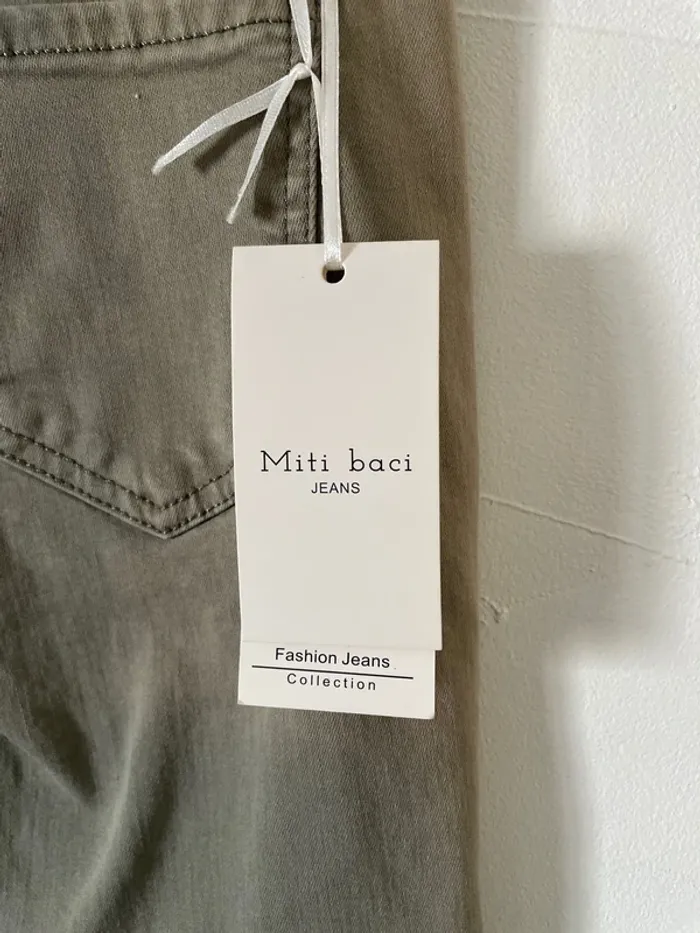 Miti baci
JEANS
Fashion Jeans
Collection